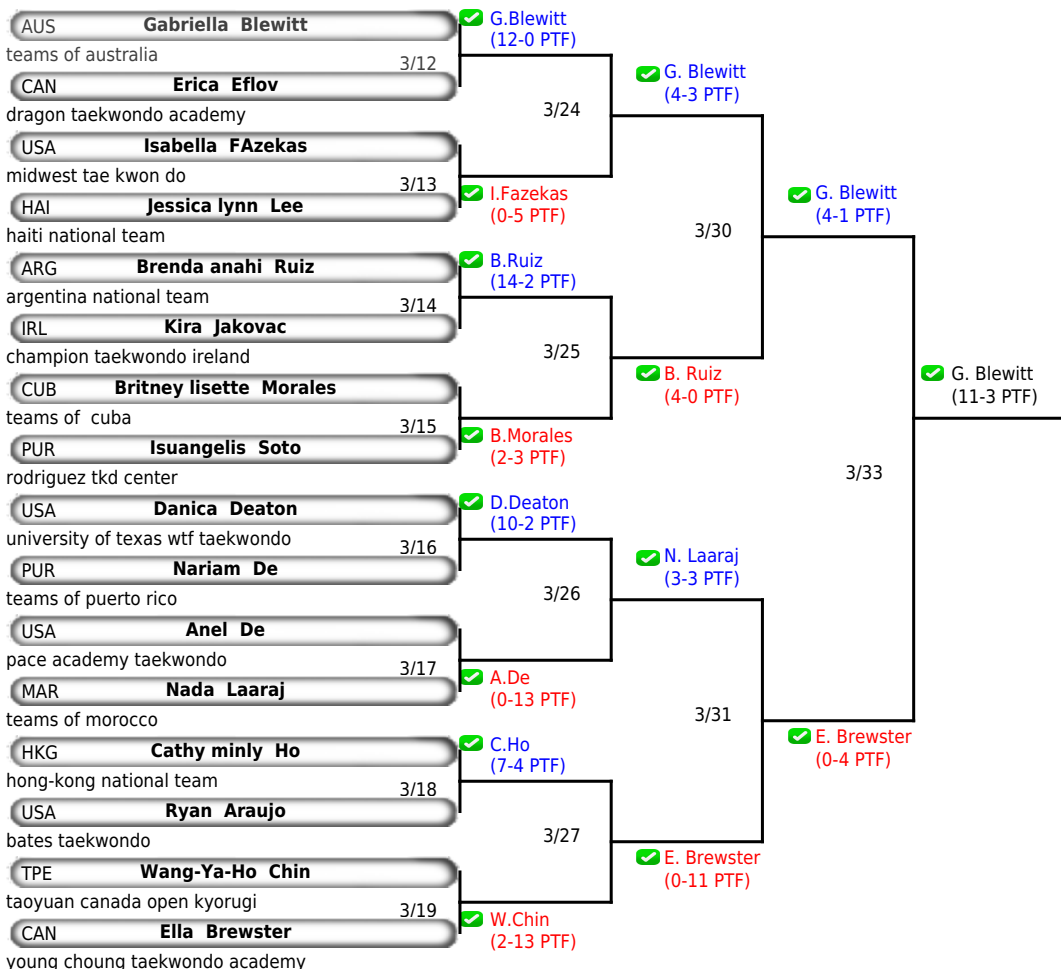 AUS Gabriella Blewitt
teams of australia
3/12
CAN Erica Eflov
dragon taekwondo academy
USA Isabella FAzekas
midwest tae kwon do
3/13
HAI Jessica lynn Lee
haiti national team
ARG Brenda anahi Ruiz
argentina national team
3/14
IRL Kira Jakovac
champion taekwondo ireland
CUB Britney lisette Morales
teams of cuba
3/15
PUR Isuangelis Soto
rodriguez tkd center
USA Danica Deaton
university of texas wtf taekwondo
3/16
PUR Nariam De
teams of puerto rico
USA Anel De
pace academy taekwondo
3/17
MAR Nada Laaraj
teams of morocco
HKG Cathy minly Ho
hong-kong national team
3/18
USA Ryan Araujo
bates taekwondo
TPE Wang-Ya-Ho Chin
taoyuan canada open kyorugi
3/19
CAN Ella Brewster
young choung taekwondo academy
G.Blewitt
(12-0 PTF)
3/24
I.Fazekas
(0-5 PTF)
B.Ruiz
(14-2 PTF)
3/25
B.Morales
(2-3 PTF)
D.Deaton
(10-2 PTF)
3/26
A.De
(0-13 PTF)
C.Ho
(7-4 PTF)
3/27
W.Chin
(2-13 PTF)
G. Blewitt
(4-3 PTF)
3/30
B. Ruiz
(4-0 PTF)
N. Laaraj
(3-3 PTF)
3/31
E. Brewster
(0-11 PTF)
G. Blewitt
(4-1 PTF)
3/33
E. Brewster
(0-4 PTF)
G. Blewitt
(11-3 PTF)